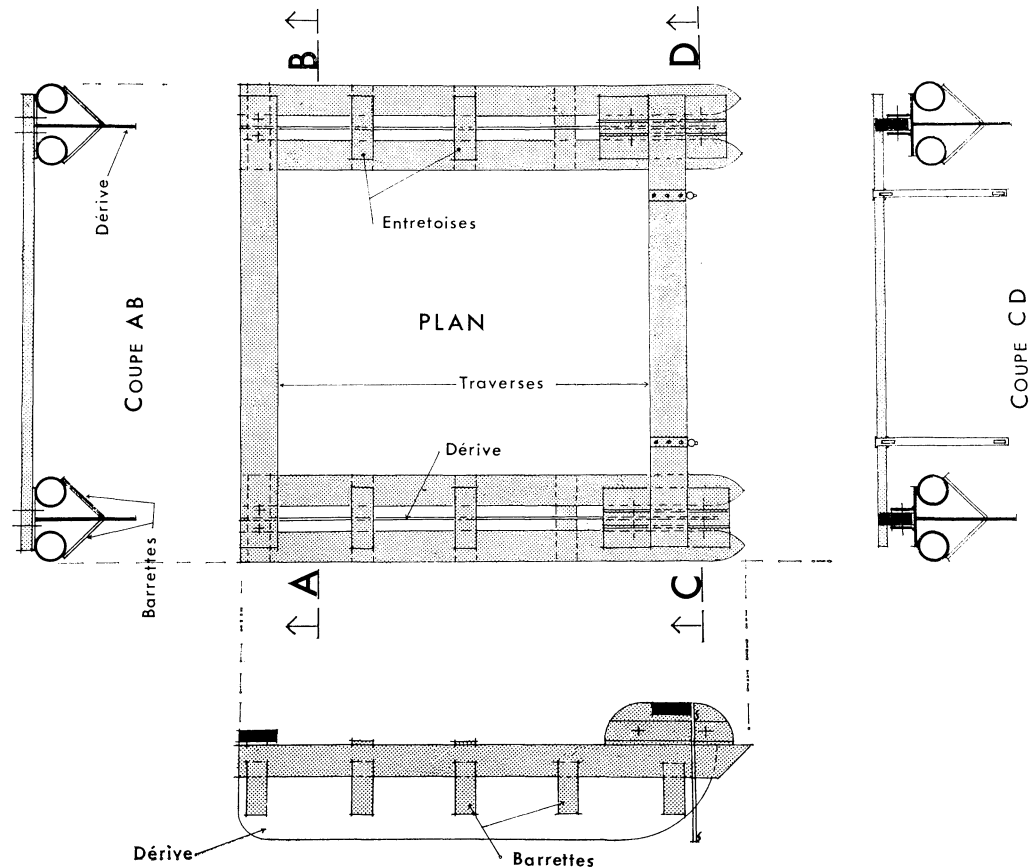 B
D
Dérive
COUPE AB
Barrettes
Entretoises
PLAN
Traverses
Dérive
A
C
COUPE CD
Dérive
Barrettes